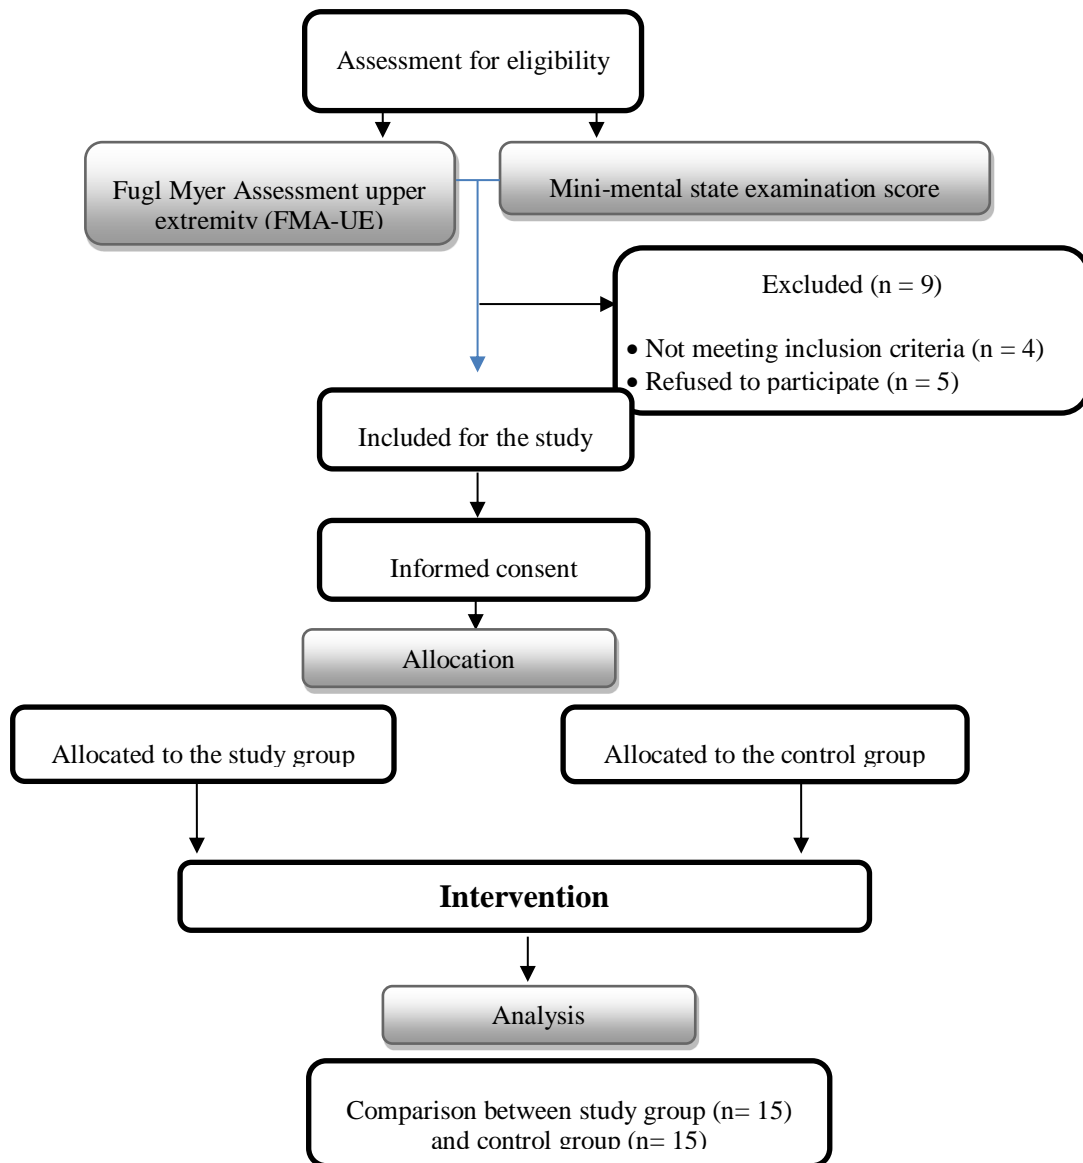 Assessment for eligibility
Fugl Myer Assessment upper
extremity (FMA-UE)
Mini-mental state examination score
Excluded (n = 9)
• Not meeting inclusion criteria (n = 4)
• Refused to participate (n = 5)
Included for the study
Informed consent
Allocation
Allocated to the study group
Allocated to the control group
Intervention
Analysis
Comparison between study group (n= 15)
and control group (n= 15)